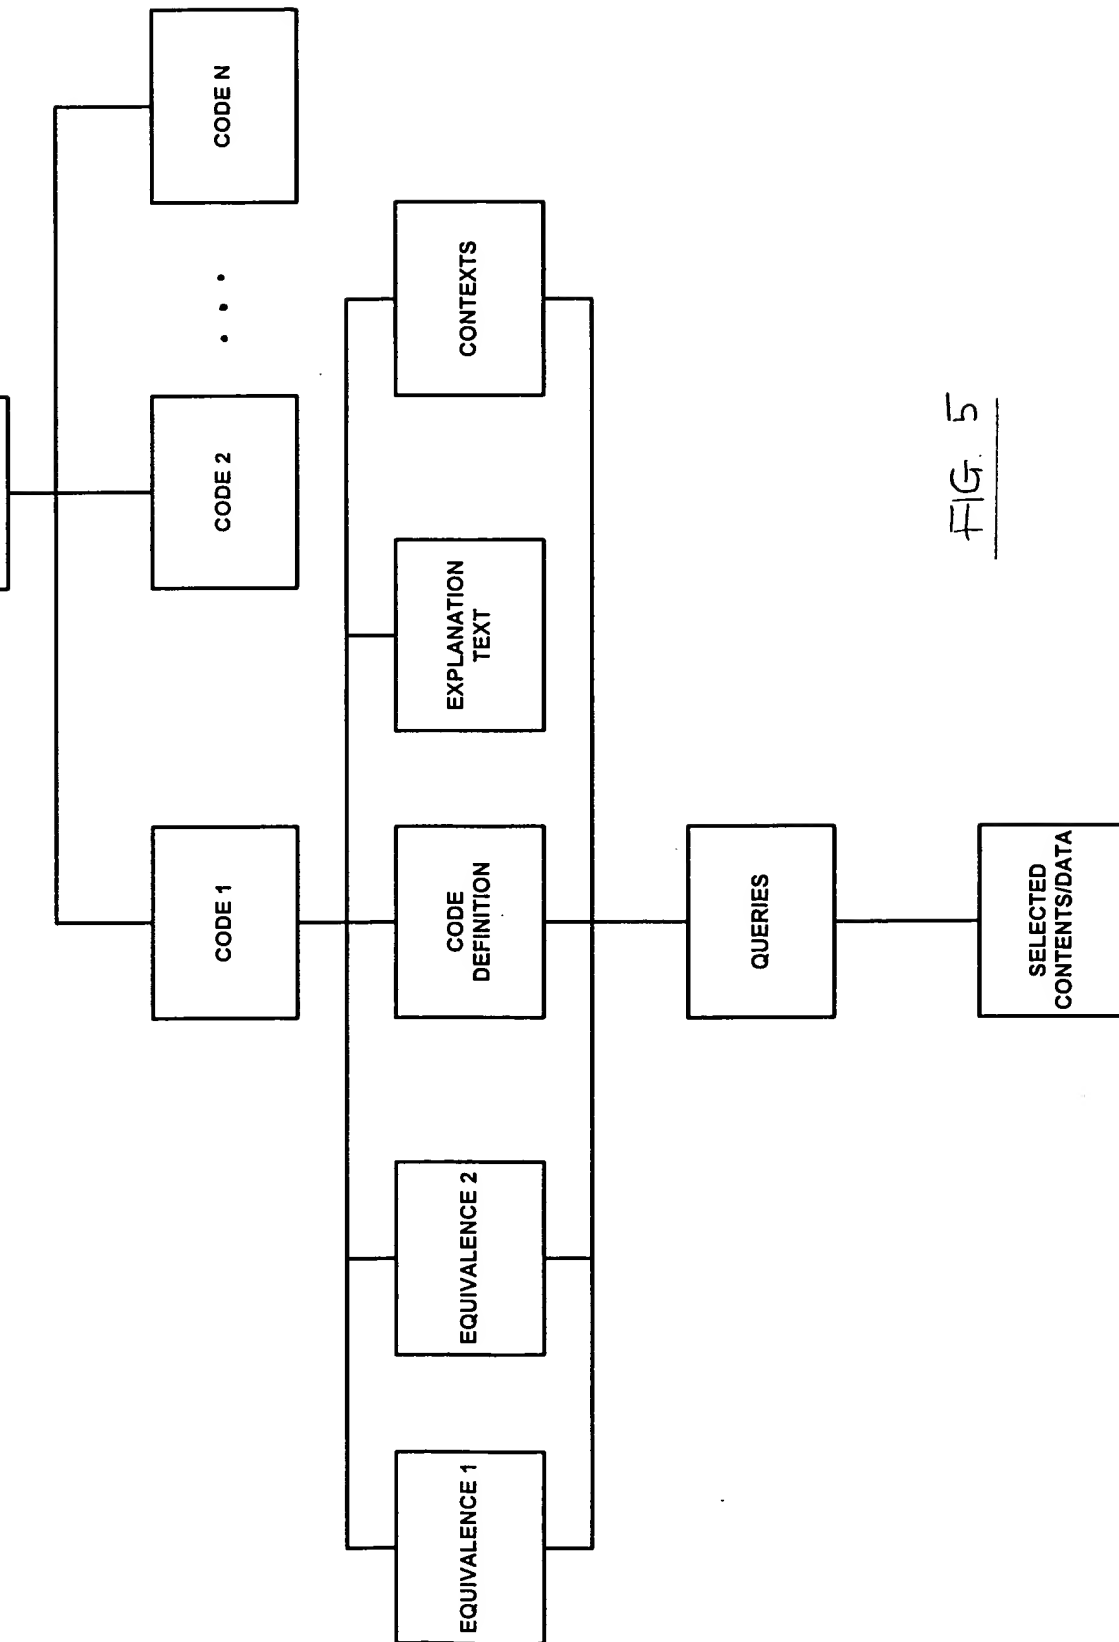 CODE 1
CODE 2
. . .
CODE N
EQUIVALENCE 1
EQUIVALENCE 2
CODE
DEFINITION
EXPLANATION
TEXT
CONTEXTS
QUERIES
SELECTED
CONTENTS/DATA
FIG. 5